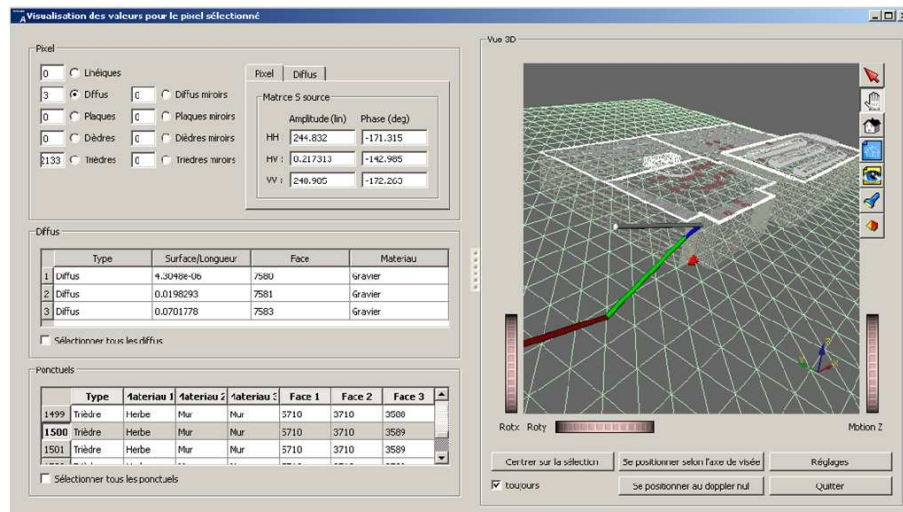 Visualisation des valeurs pour le pixel sélectionné
Pixel
0 Linéiques
3 Diffus 0 Diffus miroirs
0 Plaques 0 Plaques miroirs
0 Dièdres 0 Dièdres miroirs
2133 Trièdres 0 Trièdres miroirs
Pixel Diffus
Matrice S source
Amplitude (lin) Phase (deg)
HH 244.832 -171.315
HV : 0.217313 -142.985
VV : 240.905 -172.263
Diffus
Type Surface/Longueur Face Materiau
1 Diffus 4.3048e-06 7580 Gravier
2 Diffus 0.0198293 7581 Gravier
3 Diffus 0.0701778 7583 Gravier
Sélectionner tous les diffus
Ponctuels
Type Materiau 1 Materiau 2 Materiau 3 Face 1 Face 2 Face 3
1499 Trièdre Herbe Mur Mur 5710 3710 3588
1500 Trièdre Herbe Mur Mur 5710 3710 3589
1501 Trièdre Herbe Mur Mur 5710 3710 3589
Sélectionner tous les ponctuels
Vue 3D
Rotx Roty Motion Z
Centrer sur la sélection Se positionner selon l'axe de visée Réglages
toujours Se positionner au doppler nul Quitter